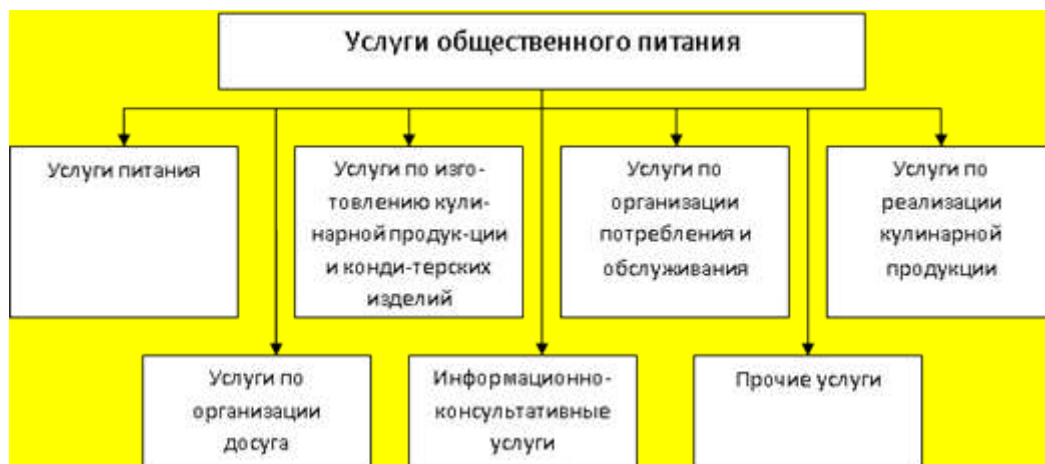 Услуги общественного питания
Услуги питания
Услуги по изго-
товлению кули-
нарной продук-ции
и конди-терских
изделий
Услуги по
организации
потребления и
обслуживания
Услуги по
реализации
кулинарной
продукции
Услуги по
организации
досуга
Информационно-
консультативные
услуги
Прочие услуги